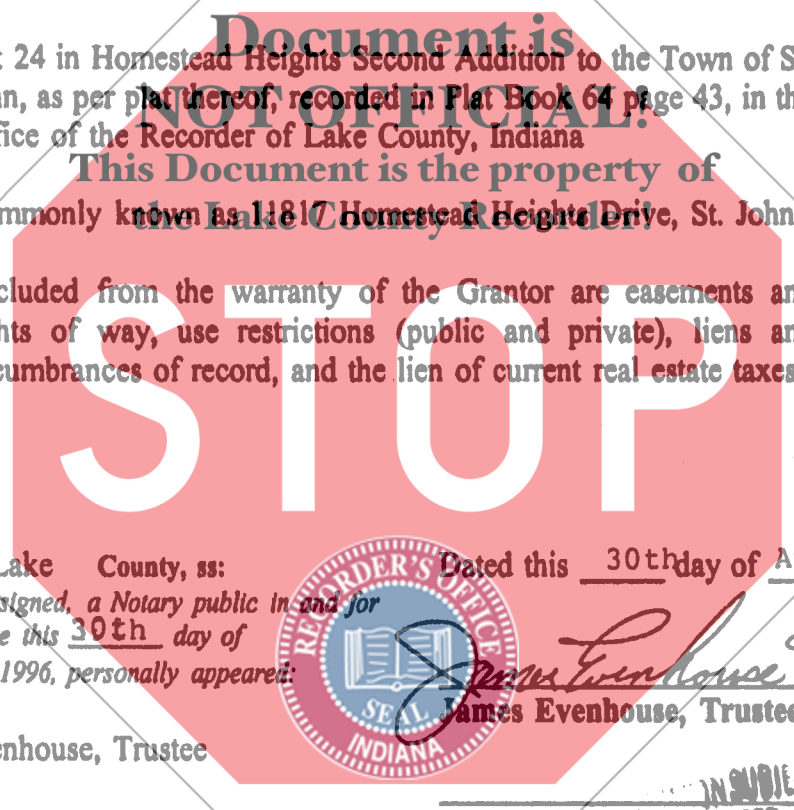 Document is
24 in Homestead Heights Second Addition to the Town of S
n, as per plat thereof, recorded in Plat Book 64 page 43, in th
NOT OFFICIAL!
fice of the Recorder of Lake County, Indiana
This Document is the property of
mmonly known as 11817 Homestead Heights Drive, St. John
the Lake County Recorder!
cluded from the warranty of the Grantor are easements an
hts of way, use restrictions (public and private), liens an
cumbrances of record, and the lien of current real estate taxes
STOP
Lake County, ss:
Dated this 30th day of A
signed, a Notary public in and for
e this 30th day of
1996, personally appeared:
RECORDER'S OFFICE
SEAL
INDIANA
James Evenhouse
James Evenhouse, Trustee
enhouse, Trustee